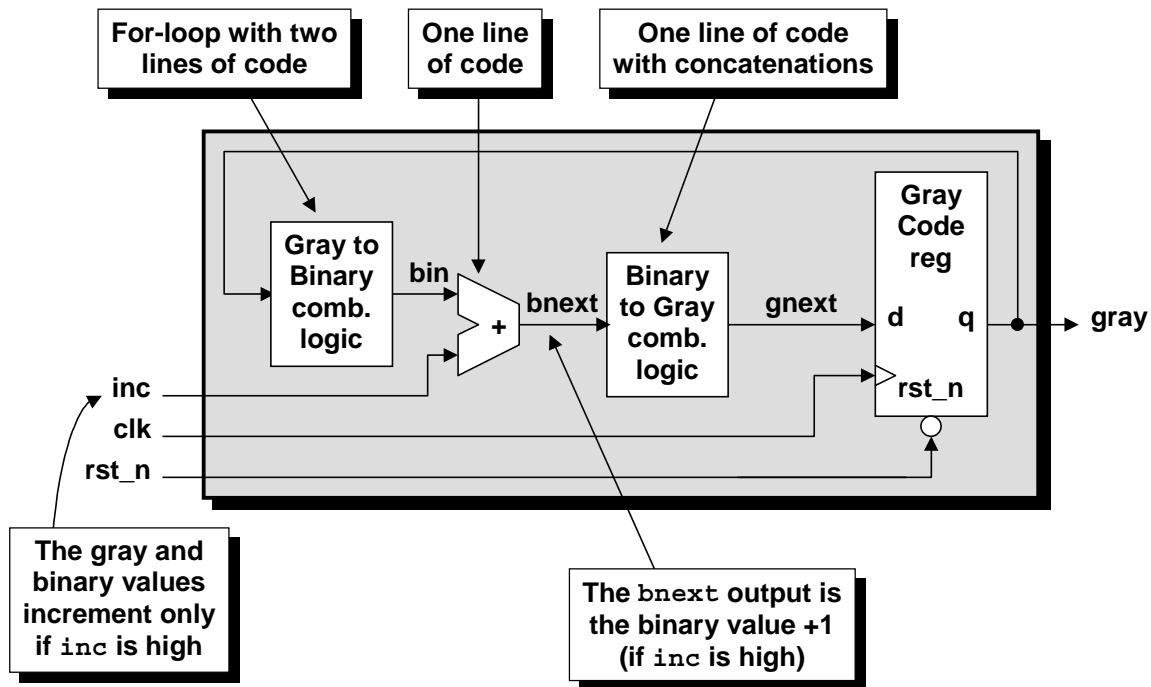 For-loop with two
lines of code
One line
of code
One line of code
with concatenations
Gray to
Binary
comb.
logic
bin
+
bnext
Binary
to Gray
comb.
logic
gnext
Gray
Code
reg
d
q
rst_n
gray
inc
clk
rst_n
The gray and
binary values
increment only
if inc is high
The bnext output is
the binary value +1
(if inc is high)